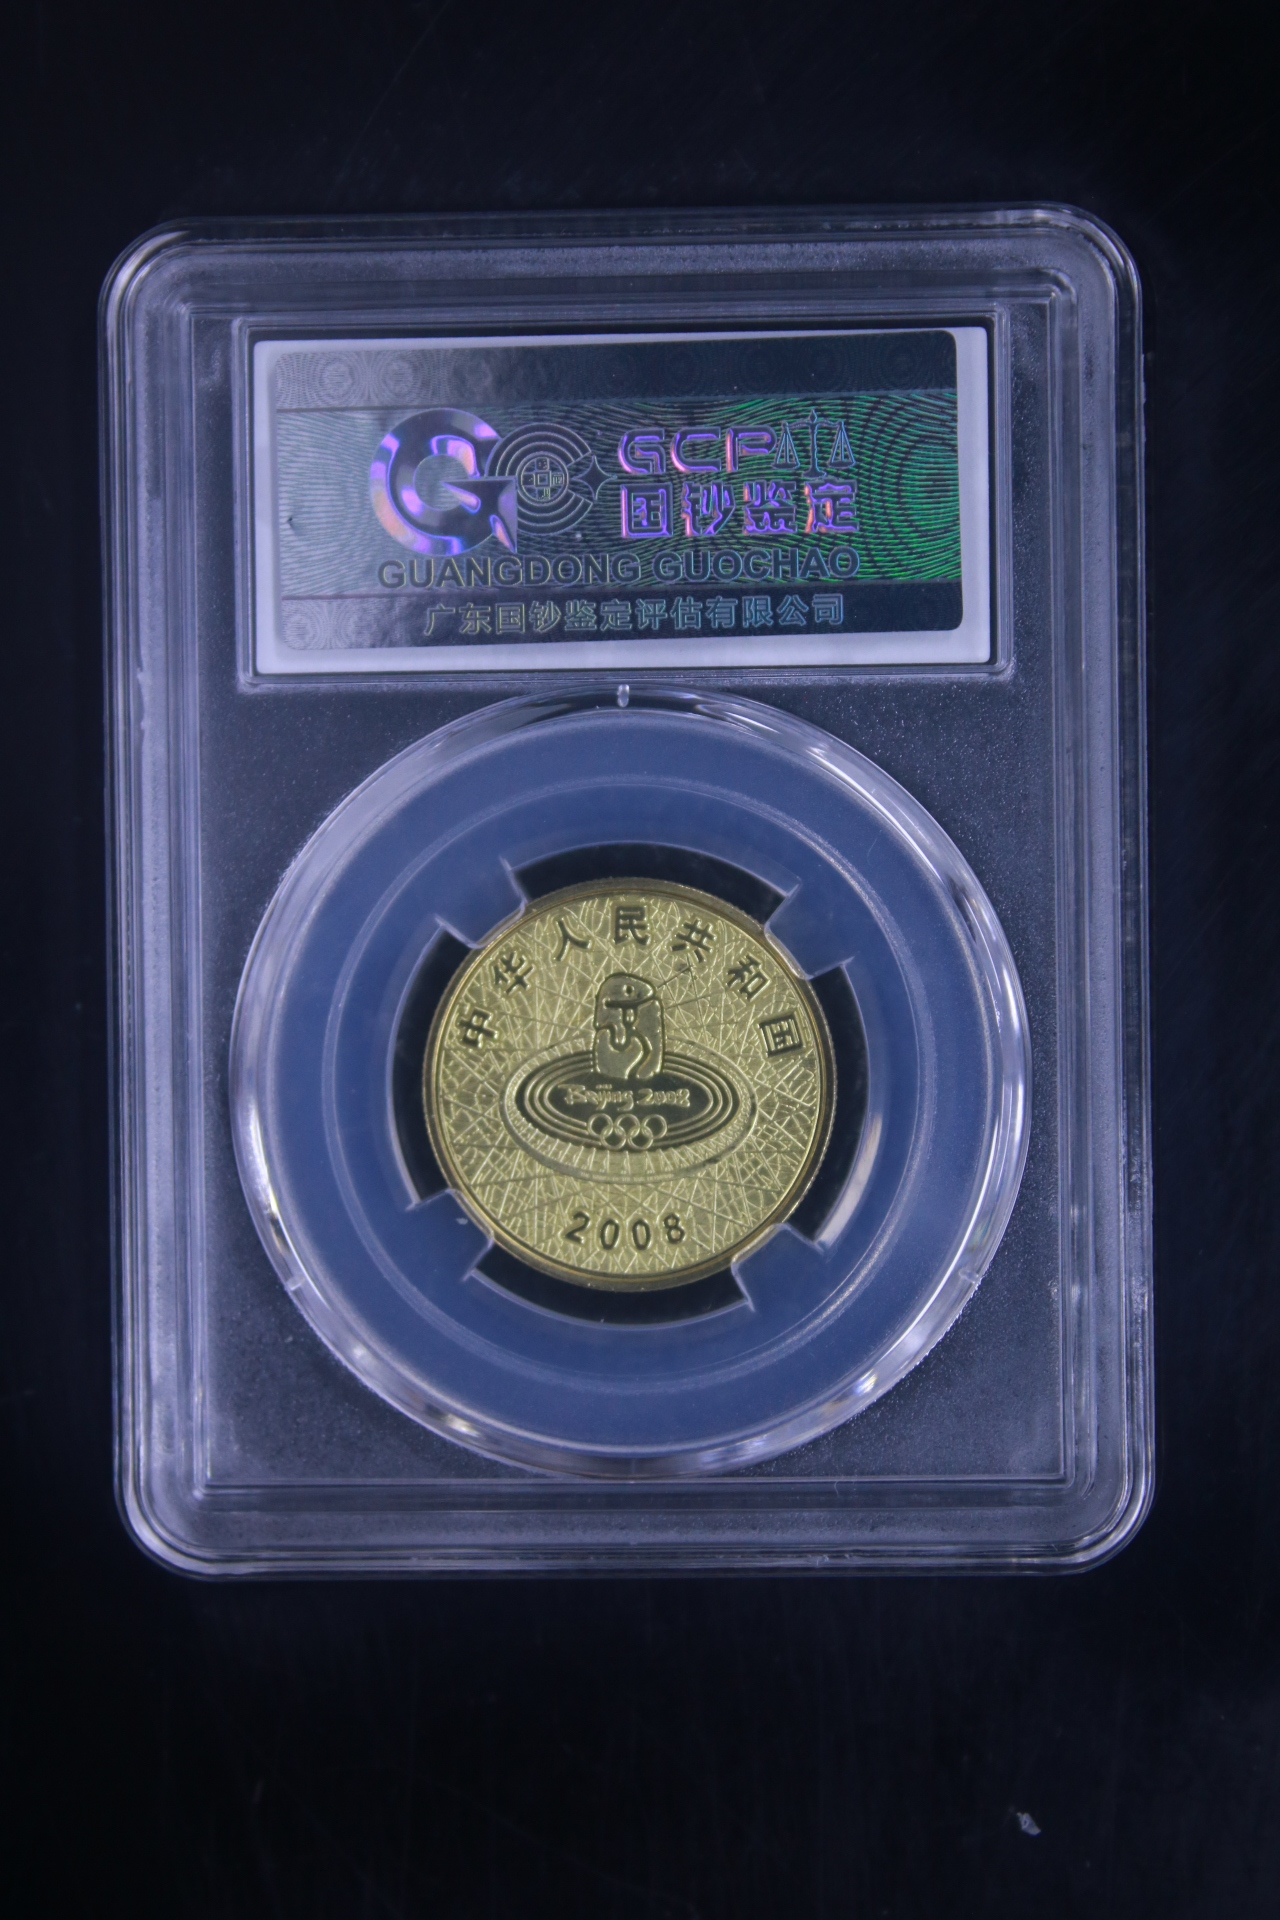 GCP
国钞鉴定
GUANGDONG GUOCHAO
广东国钞鉴定评估有限公司
中华人民共和国
Beijing 2008
2008